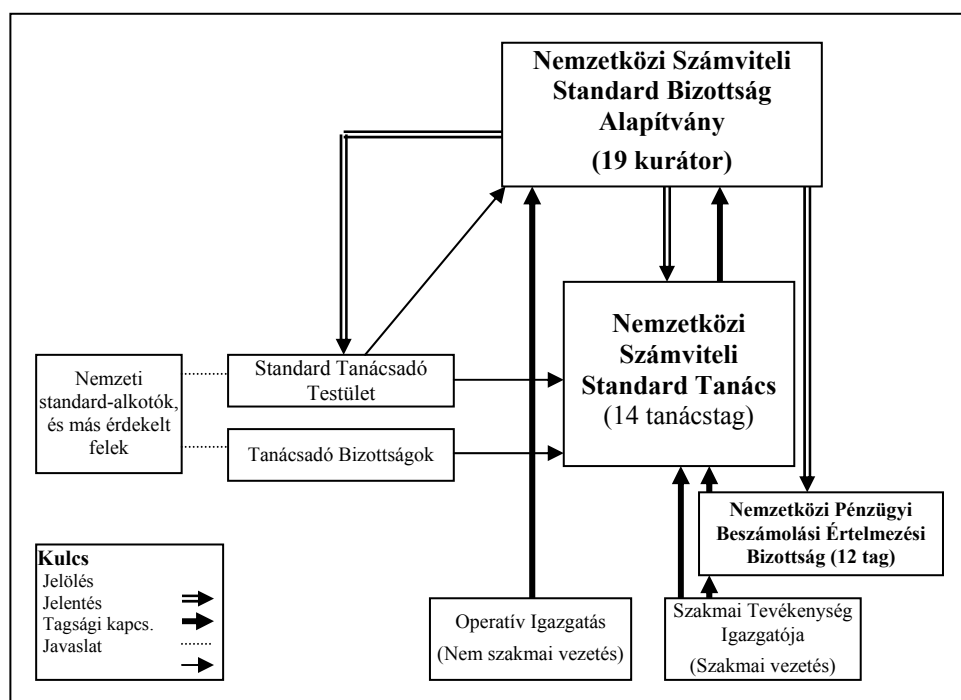 Nemzetközi Számviteli
Standard Bizottság
Alapítvány
(19 kurátor)
Nemzetközi
Számviteli
Standard Tanács
(14 tanácstag)
Nemzeti
standard-alkotók,
és más érdekelt
felek
Standard Tanácsadó
Testület
Tanácsadó Bizottságok
Nemzetközi Pénzügyi
Beszámolási Értelmezési
Bizottság (12 tag)
Kulcs
Jelölés
Jelentés
Tagsági kapcs.
Javaslat
Operatív Igazgatás
(Nem szakmai vezetés)
Szakmai Tevékenység
Igazgatója
(Szakmai vezetés)